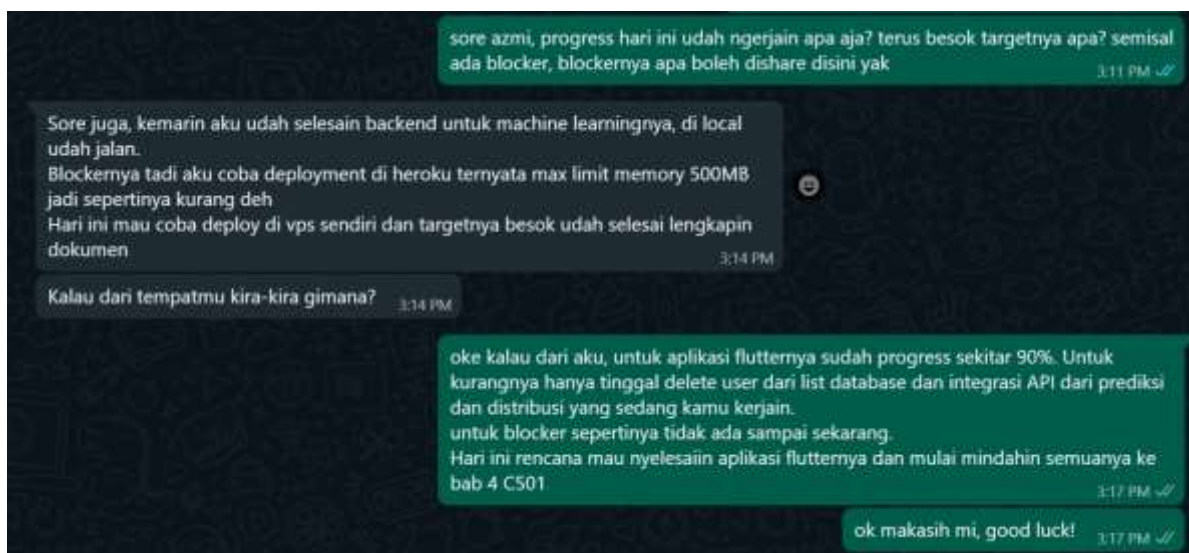 sore azmi, progress hari ini udah ngerjain apa aja? terus besok targetnya apa? semisal
ada blocker, blockernya apa boleh dishare disini yak
3:11 PM
Sore juga, kemarin aku udah selesain backend untuk machine learningnya, di local
udah jalan.
Blockernya tadi aku coba deployment di heroku ternyata max limit memory 500MB
jadi sepertinya kurang deh
Hari ini mau coba deploy di vps sendiri dan targetnya besok udah selesai lengkapin
dokumen
3:14 PM
Kalau dari tempatmu kira-kira gimana?
3:14 PM
oke kalau dari aku, untuk aplikasi flutternya sudah progress sekitar 90%. Untuk
kurangnya hanya tinggal delete user dari list database dan integrasi API dari prediksi
dan distribusi yang sedang kamu kerjain.
untuk blocker sepertinya tidak ada sampai sekarang.
Hari ini rencana mau nyelesaiin aplikasi flutternya dan mulai mindahin semuanya ke
bab 4 C501
3:17 PM
ok makasih mi, good luck!
3:17 PM